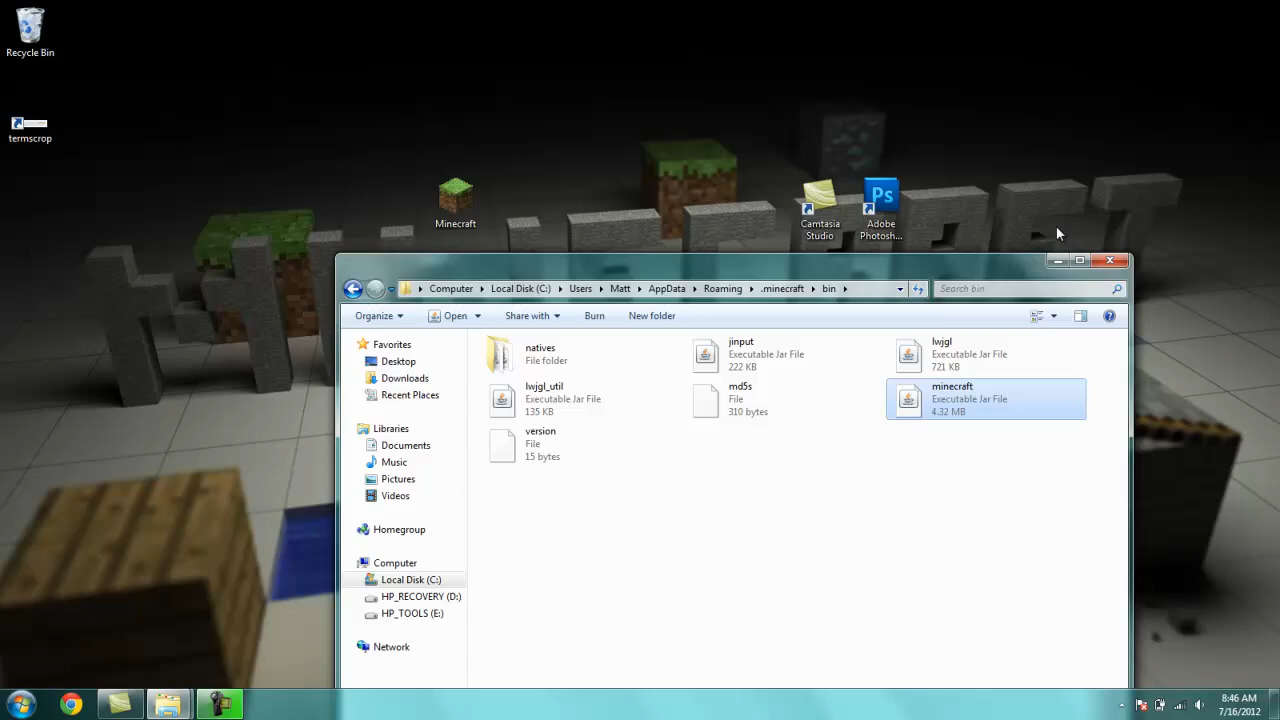 Recycle Bin
termscrop
Minecraft
Camtasia
Studio
Ps
Adobe
Photosh...
Computer
Local Disk (C:)
Users
Matt
AppData
Roaming
.minecraft
bin
Search bin
Organize
Open
Share with
Burn
New folder
Favorites
Desktop
Downloads
Recent Places
Libraries
Documents
Music
Pictures
Videos
Homegroup
Computer
Local Disk (C:)
HP_RECOVERY (D:)
HP_TOOLS (E:)
Network
natives
File folder
jinput
Executable Jar File
222 KB
lwjgl
Executable Jar File
721 KB
lwjgl_util
Executable Jar File
135 KB
md5s
File
310 bytes
minecraft
Executable Jar File
4.32 MB
version
File
15 bytes
8:46 AM
7/16/2012